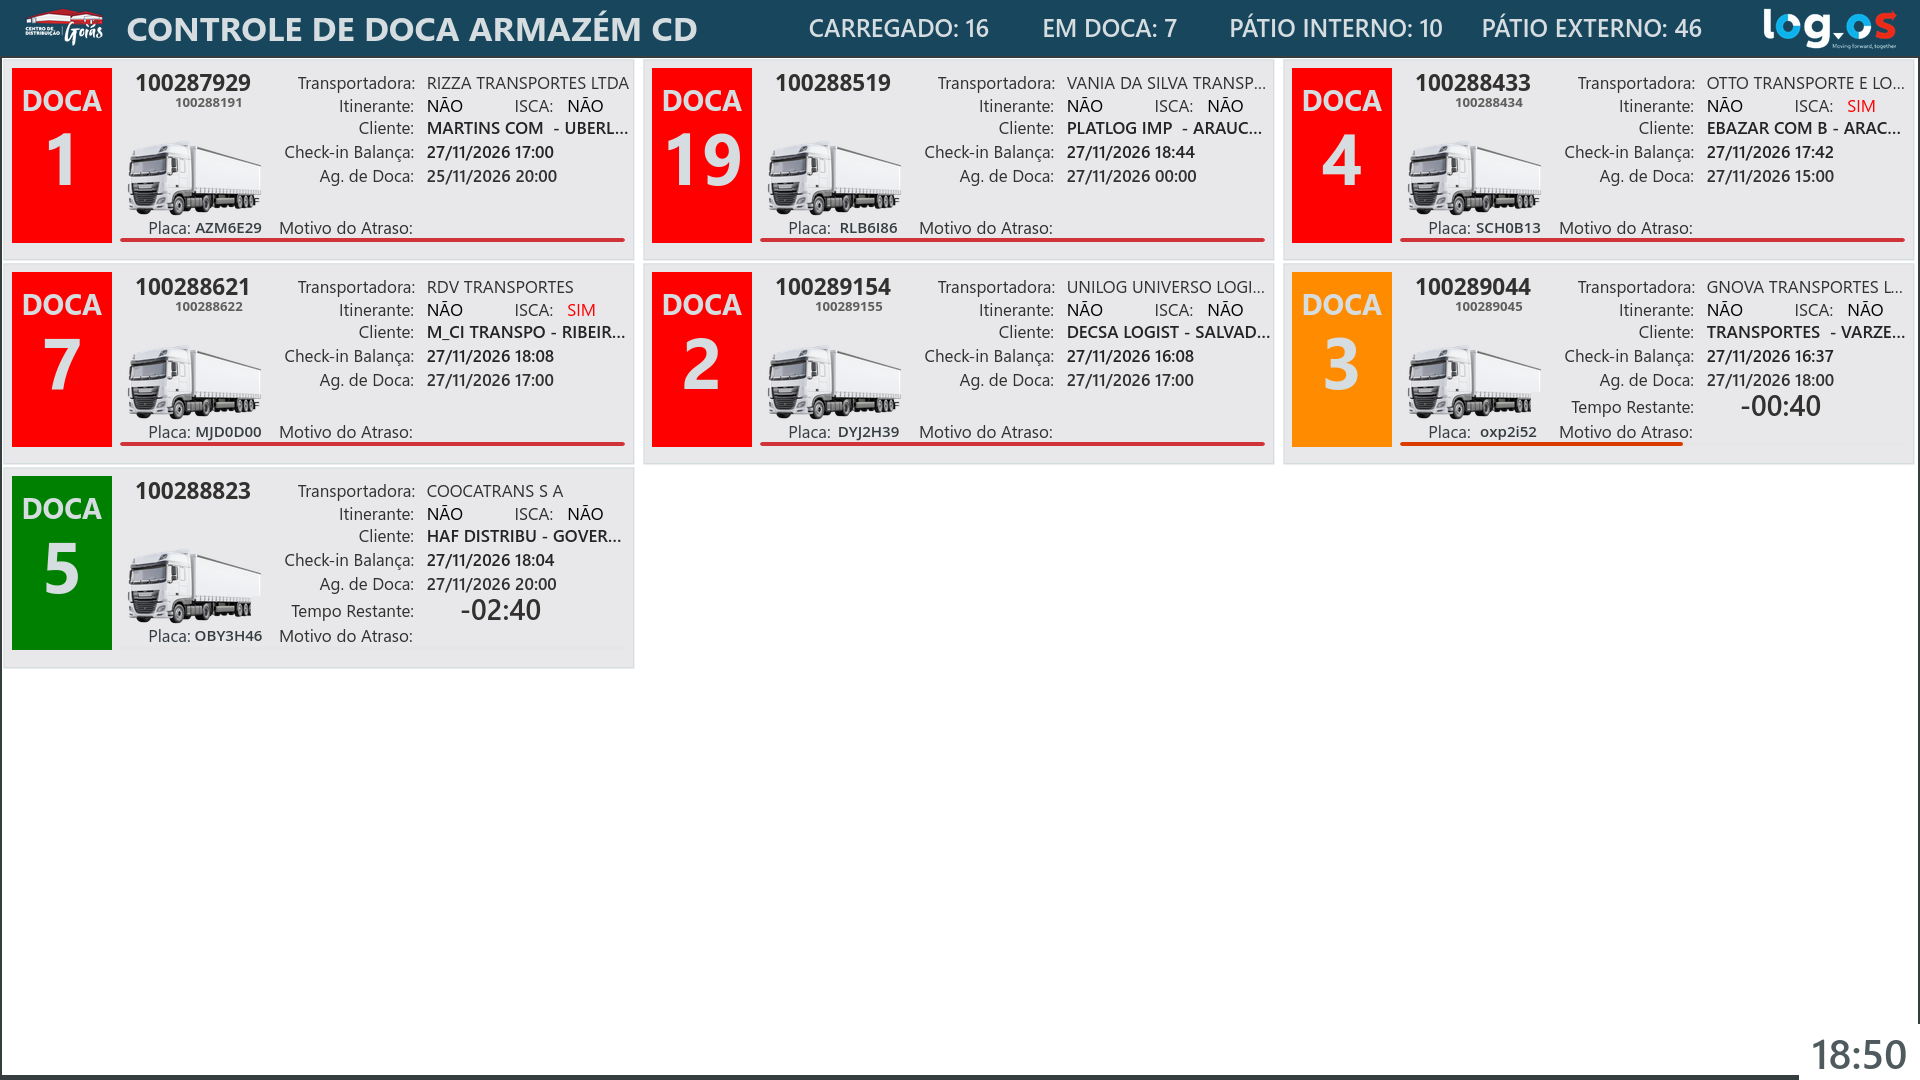 CENTRO DE
DISTRIBUIÇÃO
Goiás
CONTROLE DE DOCA ARMAZÉM CD
CARREGADO: 16
EM DOCA: 7
PÁTIO INTERNO: 10
PÁTIO EXTERNO: 46
log.os
Moving forward, together
DOCA
1
100287929
100288191
Transportadora: RIZZA TRANSPORTES LTDA
Itinerante: NÃO ISCA: NÃO
Cliente: MARTINS COM - UBERL...
Check-in Balança: 27/11/2026 17:00
Ag. de Doca: 25/11/2026 20:00
Placa: AZM6E29 Motivo do Atraso:
DOCA
19
100288519
Transportadora: VANIA DA SILVA TRANSP...
Itinerante: NÃO ISCA: NÃO
Cliente: PLATLOG IMP - ARAUC...
Check-in Balança: 27/11/2026 18:44
Ag. de Doca: 27/11/2026 00:00
Placa: RLB6I86 Motivo do Atraso:
DOCA
4
100288433
100288434
Transportadora: OTTO TRANSPORTE E LO...
Itinerante: NÃO ISCA: SIM
Cliente: EBAZAR COM B - ARAC...
Check-in Balança: 27/11/2026 17:42
Ag. de Doca: 27/11/2026 15:00
Placa: SCH0B13 Motivo do Atraso:
DOCA
7
100288621
100288622
Transportadora: RDV TRANSPORTES
Itinerante: NÃO ISCA: SIM
Cliente: M_CI TRANSPO - RIBEIR...
Check-in Balança: 27/11/2026 18:08
Ag. de Doca: 27/11/2026 17:00
Placa: MJD0D00 Motivo do Atraso:
DOCA
2
100289154
100289155
Transportadora: UNILOG UNIVERSO LOGI...
Itinerante: NÃO ISCA: NÃO
Cliente: DECSA LOGIST - SALVAD...
Check-in Balança: 27/11/2026 16:08
Ag. de Doca: 27/11/2026 17:00
Placa: DYJ2H39 Motivo do Atraso:
DOCA
3
100289044
100289045
Transportadora: GNOVA TRANSPORTES L...
Itinerante: NÃO ISCA: NÃO
Cliente: TRANSPORTES - VARZE...
Check-in Balança: 27/11/2026 16:37
Ag. de Doca: 27/11/2026 18:00
Tempo Restante: -00:40
Placa: oxp2i52 Motivo do Atraso:
DOCA
5
100288823
Transportadora: COOCATRANS S A
Itinerante: NÃO ISCA: NÃO
Cliente: HAF DISTRIBU - GOVER...
Check-in Balança: 27/11/2026 18:04
Ag. de Doca: 27/11/2026 20:00
Tempo Restante: -02:40
Placa: OBY3H46 Motivo do Atraso:
18:50